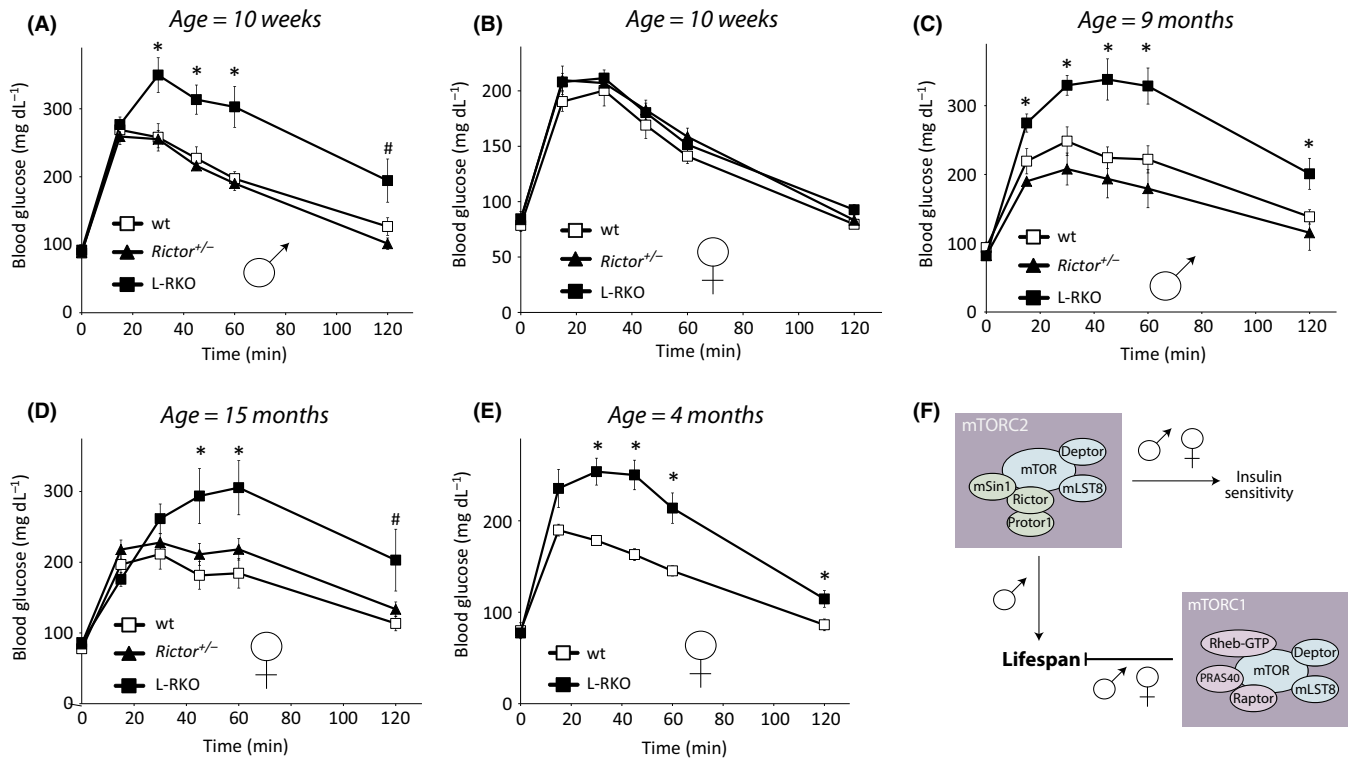 (A)
Age = 10 weeks
Blood glucose (mg dL⁻¹)
300
200
100
0
* * *
#
wt
Rictor⁺/⁻
L-RKO
♂
0 20 40 60 80 100 120
Time (min)
(B)
Age = 10 weeks
Blood glucose (mg dL⁻¹)
200
150
100
50
0
wt
Rictor⁺/⁻
L-RKO
♀
0 20 40 60 80 100 120
Time (min)
(C)
Age = 9 months
Blood glucose (mg dL⁻¹)
300
200
100
0
* * * * *
wt
Rictor⁺/⁻
L-RKO
♂
0 20 40 60 80 100 120
Time (min)
(D)
Age = 15 months
Blood glucose (mg dL⁻¹)
300
200
100
0
* *
#
wt
Rictor⁺/⁻
L-RKO
♀
0 20 40 60 80 100 120
Time (min)
(E)
Age = 4 months
Blood glucose (mg dL⁻¹)
200
100
0
* * * *
wt
L-RKO
♀
0 20 40 60 80 100 120
Time (min)
(F)
mTORC2
Deptor
mTOR
mSin1
mLST8
Rictor
Protor1
♂ ♀
Insulin
sensitivity
♂
Lifespan
♂ ♀
mTORC1
Rheb-GTP
Deptor
mTOR
PRAS40
mLST8
Raptor